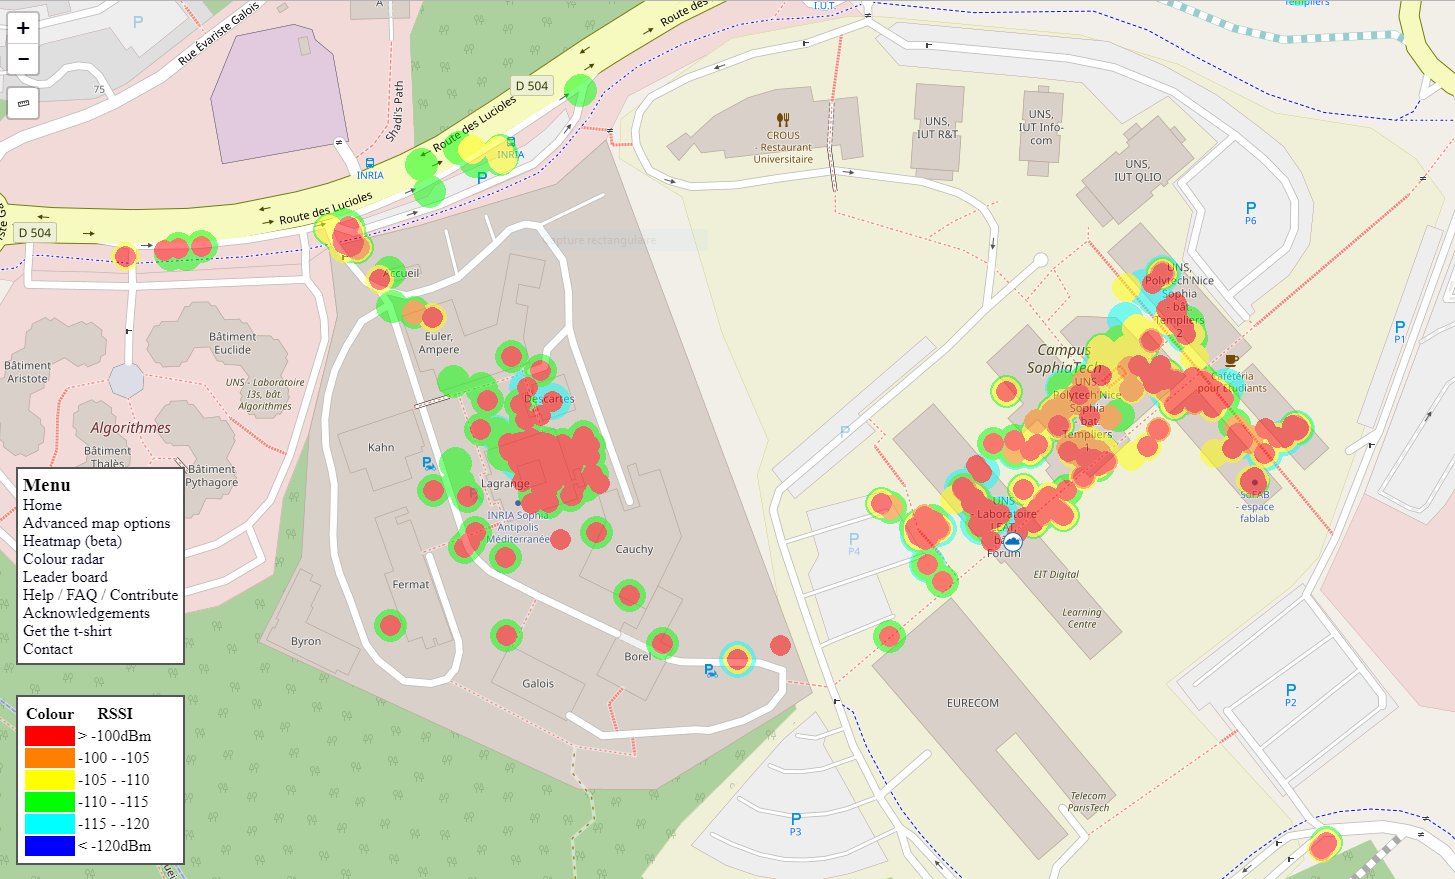 +
−
P
75
Rue Évariste Galois
Shadi's Path
A
Route des
I.U.T.
Templiers
D 504
Route des Lucioles
INRIA
INRIA
P
Route des Lucioles
D 504
CROUS
- Restaurant
Universitaire
UNS,
IUT R&T
UNS,
IUT Info-
com
UNS,
IUT QLIO
P
P6
Capture rectangulaire
Accueil
Euler,
Ampere
Bâtiment
Euclide
Bâtiment
Aristote
UNS - Laboratoire
I3s, bât.
Algorithmes
Algorithmes
Bâtiment
Thalès
Bâtiment
Pythagore
Descartes
Kahn
P
Lagrange
P
INRIA Sophia
Antipolis
Méditerranée
Cauchy
Fermat
Byron
Borel
P
Galois
UNS,
Polytech'Nice
Sophia
- bât.
Templiers
2
Campus
SophiaTech
UNS,
Polytech'Nice
Sophia
bat.
Templiers
1
Cafétéria
pour étudiants
P
P1
P
SoFAB
- espace
fablab
UNS
- Laboratoire
LEAT,
bât.
Forum
P
P4
EIT Digital
Learning
Centre
EURECOM
P
P2
Telecom
ParisTech
P
P3
Menu
Home
Advanced map options
Heatmap (beta)
Colour radar
Leader board
Help / FAQ / Contribute
Acknowledgements
Get the t-shirt
Contact
Colour RSSI
> -100dBm
-100 - -105
-105 - -110
-110 - -115
-115 - -120
< -120dBm